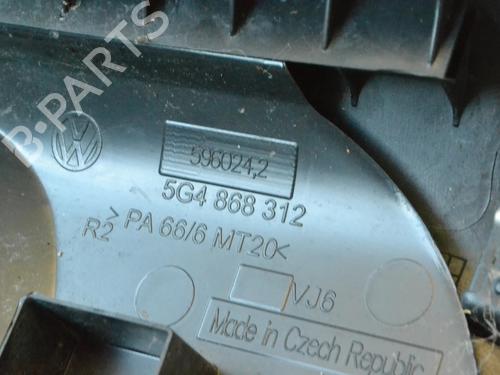 B-PARTS
596024,2
5G4 868 312
>PA 66/6 MT20<
R2
VJ6
Made in Czech Republic